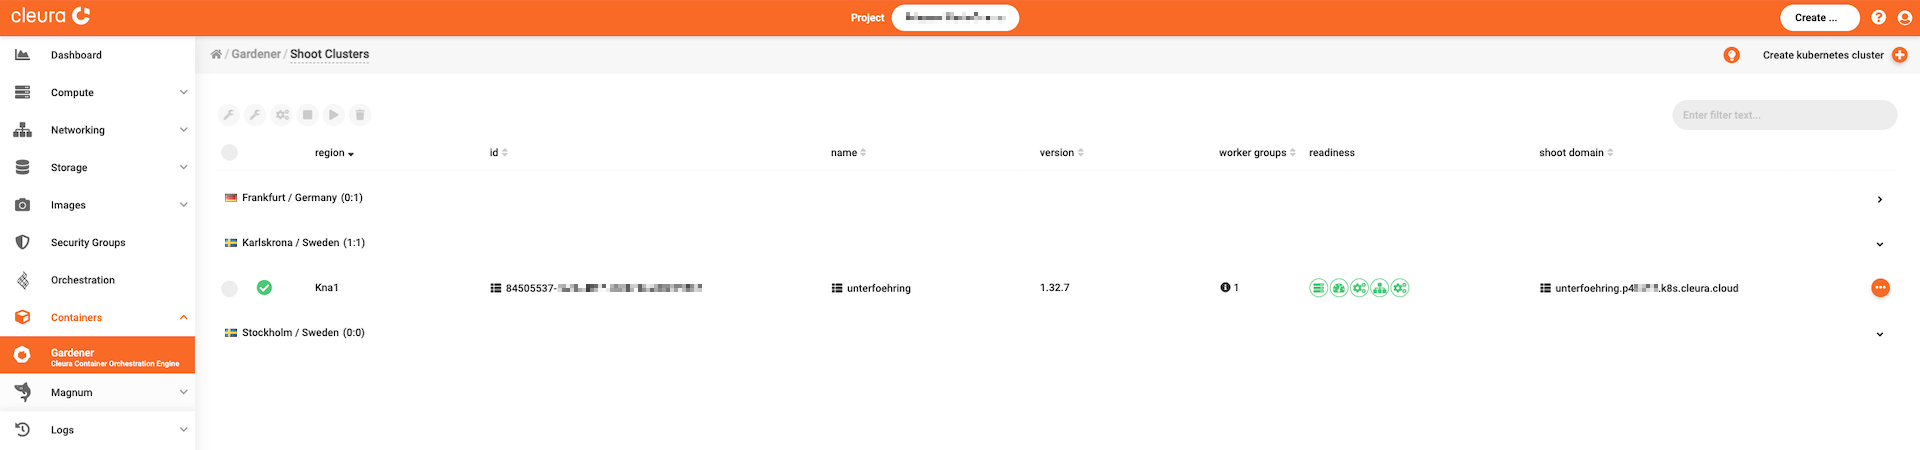 cleura
Project
Create ...
Dashboard
Compute
Networking
Storage
Images
Security Groups
Orchestration
Containers
Gardener
Cleura Container Orchestration Engine
Magnum
Logs
/ Gardener / Shoot Clusters
Create kubernetes cluster
Enter filter text...
region id name version worker groups readiness shoot domain
Frankfurt / Germany (0:1)
Karlskrona / Sweden (1:1)
Kna1 84505537- unterfoehring 1.32.7 1 unterfoehring.p4 .k8s.cleura.cloud
Stockholm / Sweden (0:0)